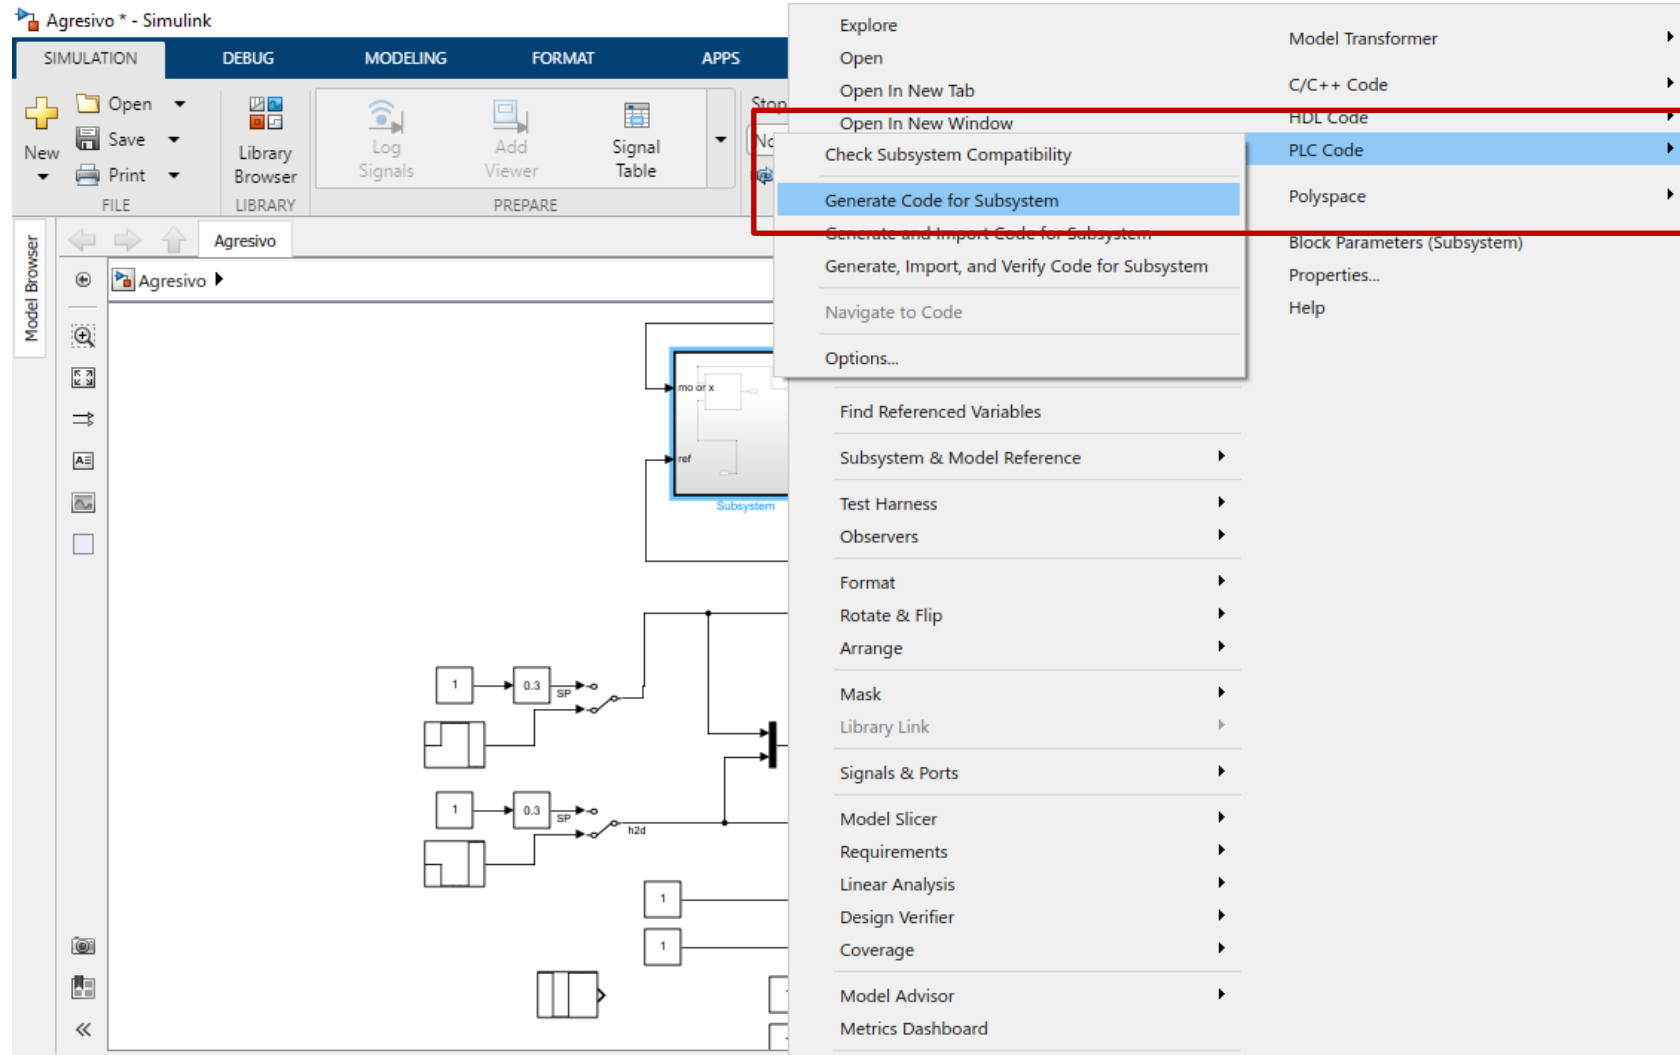 Agresivo * - Simulink
SIMULATION
DEBUG
MODELING
FORMAT
APPS
New
Open
Save
Print
FILE
Library
Browser
LIBRARY
Log
Signals
Add
Viewer
Signal
Table
PREPARE
Stop
Model Browser
Agresivo
Agresivo
mo or x
ref
Subsystem
1
0.3
SP
1
0.3
SP
h2d
1
1
Explore
Open
Open In New Tab
Open In New Window
Check Subsystem Compatibility
Generate Code for Subsystem
Generate and Import Code for Subsystem
Generate, Import, and Verify Code for Subsystem
Navigate to Code
Options...
Find Referenced Variables
Subsystem & Model Reference
Test Harness
Observers
Format
Rotate & Flip
Arrange
Mask
Library Link
Signals & Ports
Model Slicer
Requirements
Linear Analysis
Design Verifier
Coverage
Model Advisor
Metrics Dashboard
Model Transformer
C/C++ Code
HDL Code
PLC Code
Polyspace
Block Parameters (Subsystem)
Properties...
Help